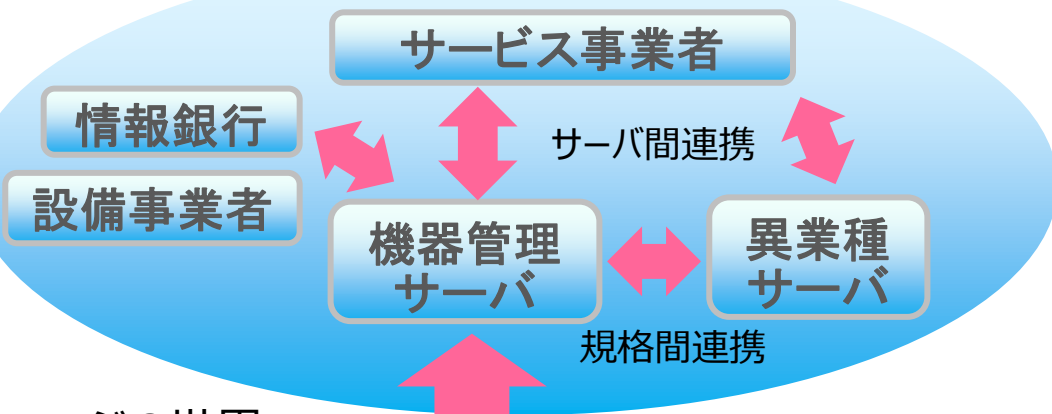 サービス事業者
情報銀行
サーバ間連携
設備事業者
機器管理
サーバ
異業種
サーバ
規格間連携